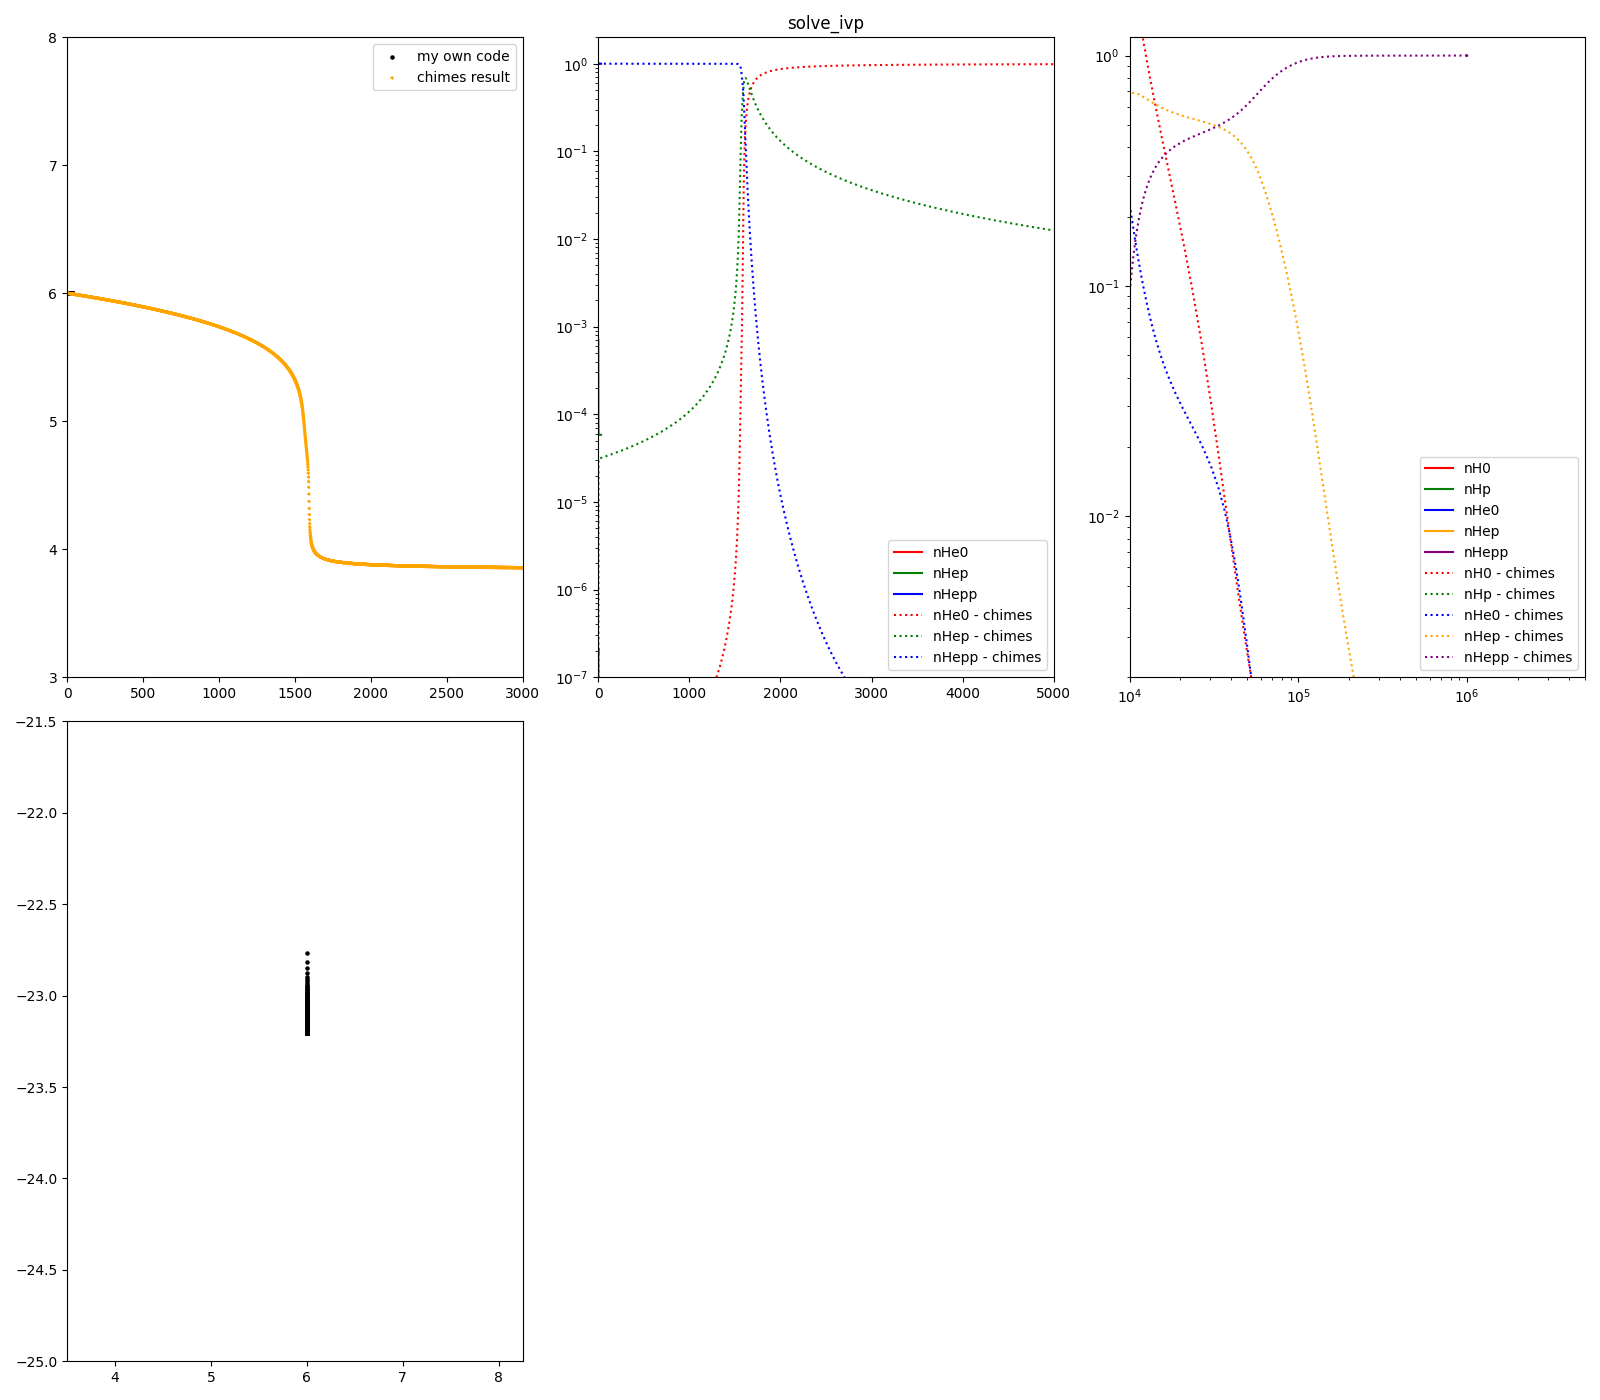 solve_ivp
8
7
6
5
4
3
0
500
1000
1500
2000
2500
3000
my own code
chimes result
10^0
10^-1
10^-2
10^-3
10^-4
10^-5
10^-6
10^-7
0
1000
2000
3000
4000
5000
nHe0
nHep
nHepp
nHe0 - chimes
nHep - chimes
nHepp - chimes
10^0
10^-1
10^-2
10^4
10^5
10^6
nH0
nHp
nHe0
nHep
nHepp
nH0 - chimes
nHp - chimes
nHe0 - chimes
nHep - chimes
nHepp - chimes
−21.5
−22.0
−22.5
−23.0
−23.5
−24.0
−24.5
−25.0
4
5
6
7
8